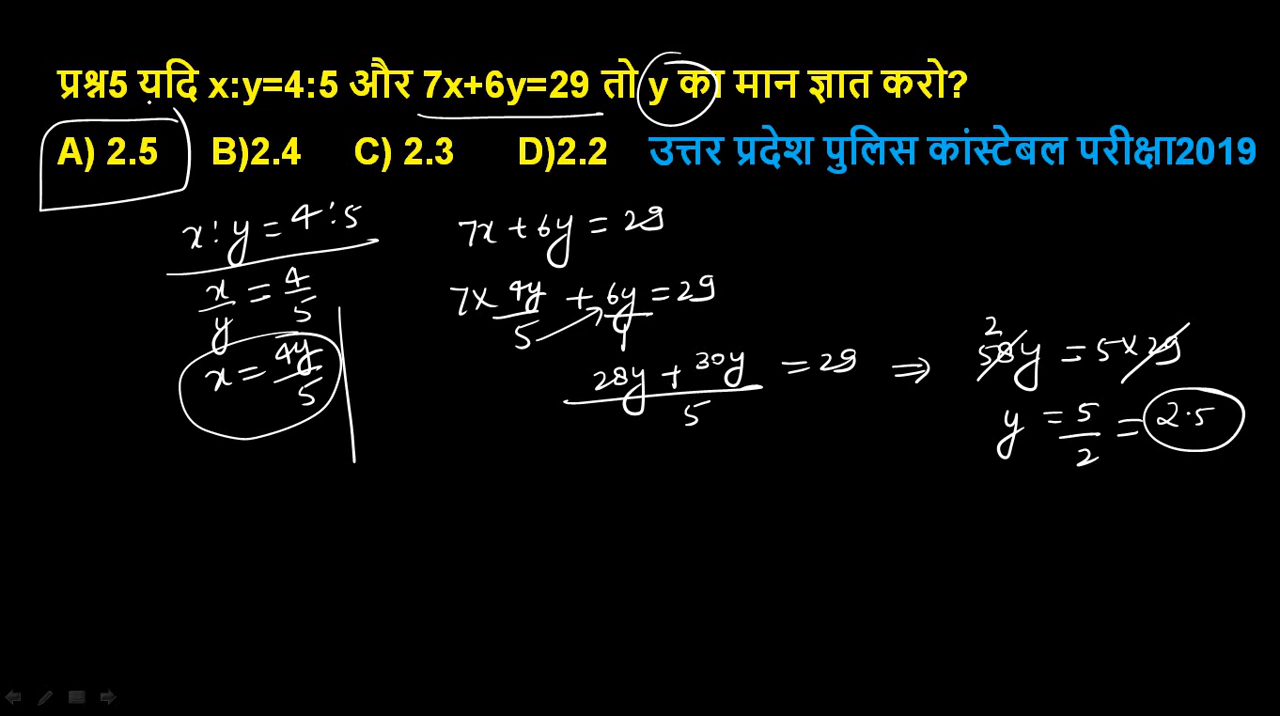 प्रश्न5 यदि x:y=4:5 और 7x+6y=29 तो y का मान ज्ञात करो?
A) 2.5 B)2.4 C) 2.3 D)2.2 उत्तर प्रदेश पुलिस कांस्टेबल परीक्षा2019
x:y=4:5
x/y=4/5
x=4y/5
7x+6y=29
7×4y/5+6y/1=29
(28y+30y)/5=29 ⇒ 58y=5×29
2
y=5/2=2.5